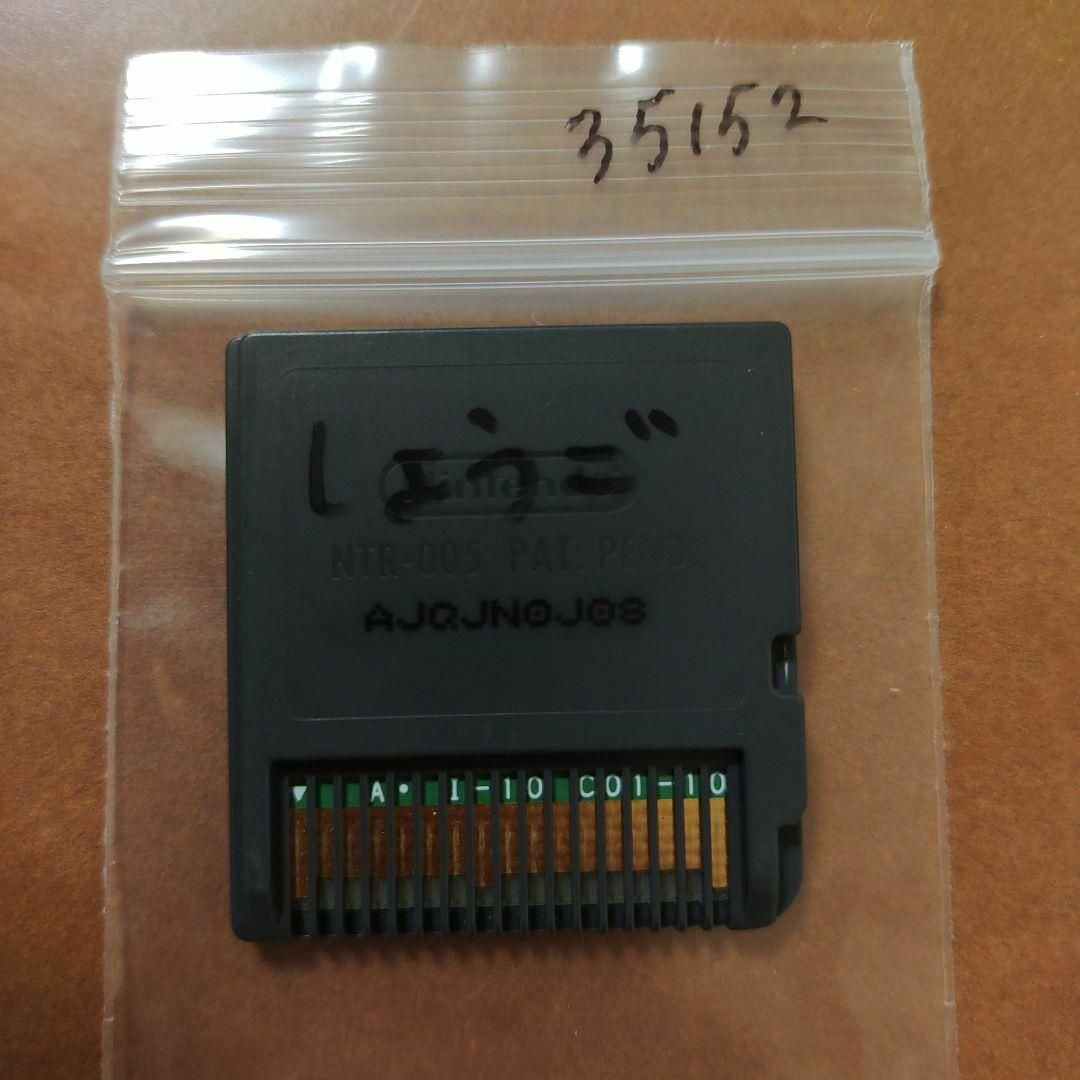 35152
しょうご
Nintendo
NTR-005 PAT. PEND.
AJQJN0J08
▼ A• I-10 C01-10